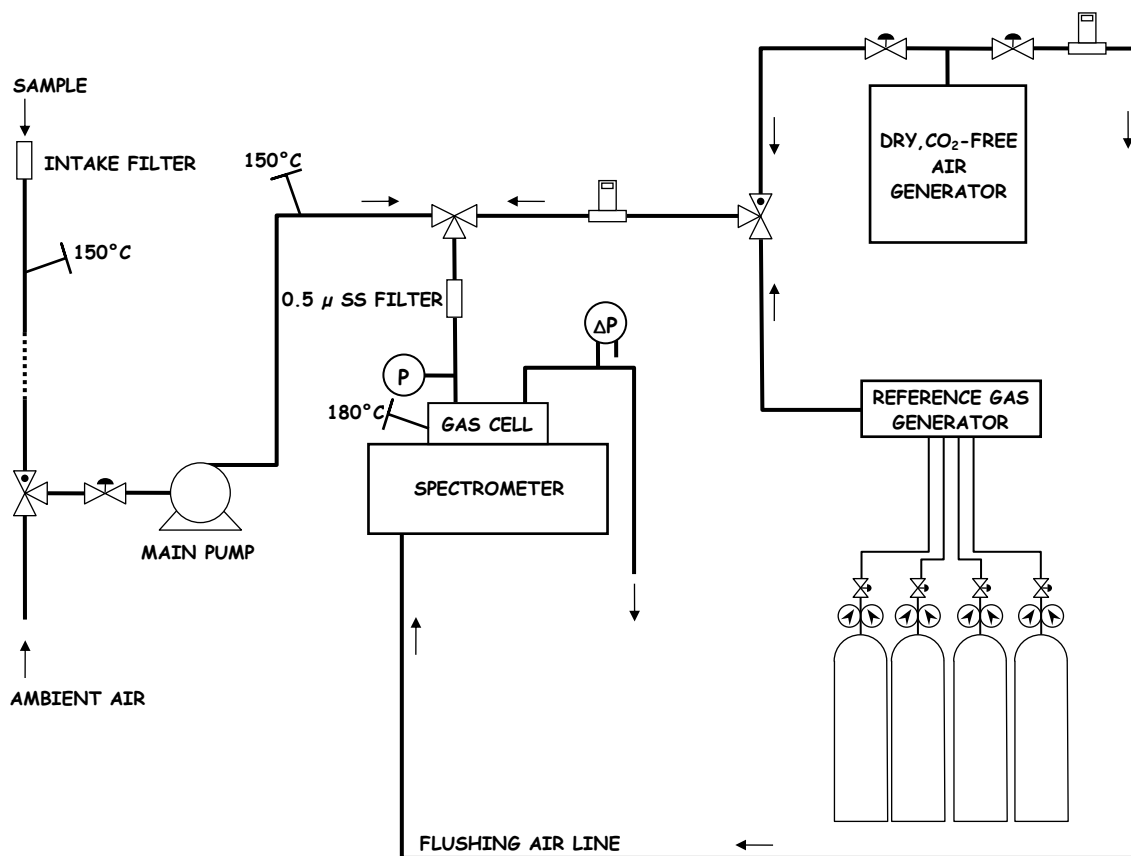 SAMPLE
INTAKE FILTER
150°C
150°C
DRY,CO₂-FREE
AIR
GENERATOR
0.5 µ SS FILTER
ΔP
P
180°C
GAS CELL
REFERENCE GAS
GENERATOR
SPECTROMETER
MAIN PUMP
AMBIENT AIR
FLUSHING AIR LINE